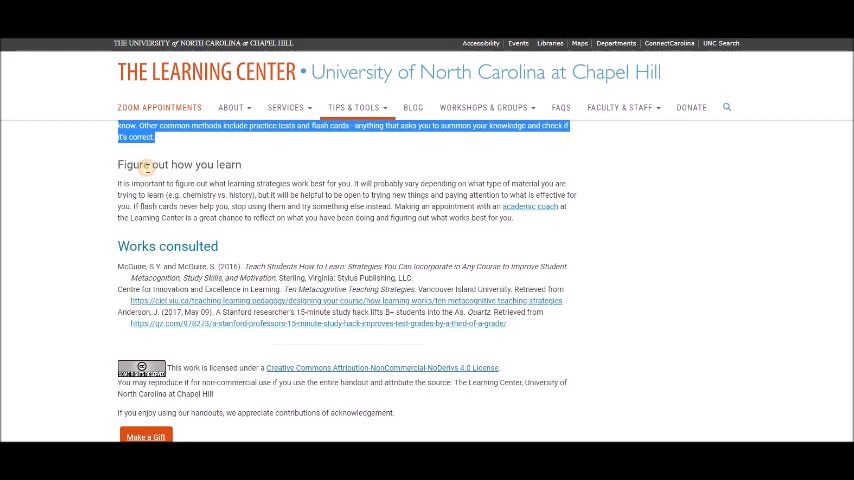 THE UNIVERSITY of NORTH CAROLINA at CHAPEL HILL
Accessibility Events Libraries Maps Departments ConnectCarolina UNC Search
THE LEARNING CENTER • University of North Carolina at Chapel Hill
ZOOM APPOINTMENTS ABOUT SERVICES TIPS & TOOLS BLOG WORKSHOPS & GROUPS FAQS FACULTY & STAFF DONATE
know. Other common methods include practice tests and flash cards—anything that asks you to summon your knowledge and check if
it's correct.
Figure out how you learn
It is important to figure out what learning strategies work best for you. It will probably vary depending on what type of material you are
trying to learn (e.g. chemistry vs. history), but it will be helpful to be open to trying new things and paying attention to what is effective for
you. If flash cards never help you, stop using them and try something else instead. Making an appointment with an academic coach at
the Learning Center is a great chance to reflect on what you have been doing and figuring out what works best for you.
Works consulted
McGuire, S.Y. and McGuire, S. (2016). Teach Students How to Learn: Strategies You Can Incorporate in Any Course to Improve Student
Metacognition, Study Skills, and Motivation. Sterling, Virginia: Stylus Publishing, LLC.
Centre for Innovation and Excellence in Learning. Ten Metacognitive Teaching Strategies. Vancouver Island University. Retrieved from
https://ciel.viu.ca/teaching-learning-pedagogy/designing-your-course/how-learning-works/ten-metacognitive-teaching-strategies
Anderson, J. (2017, May 09). A Stanford researcher's 15-minute study hack lifts B+ students into the As. Quartz. Retrieved from
https://qz.com/978273/a-stanford-professors-15-minute-study-hack-improves-test-grades-by-a-third-of-a-grade/
This work is licensed under a Creative Commons Attribution-NonCommercial-NoDerivs 4.0 License.
You may reproduce it for non-commercial use if you use the entire handout and attribute the source: The Learning Center, University of
North Carolina at Chapel Hill
If you enjoy using our handouts, we appreciate contributions of acknowledgement.
Make a Gift